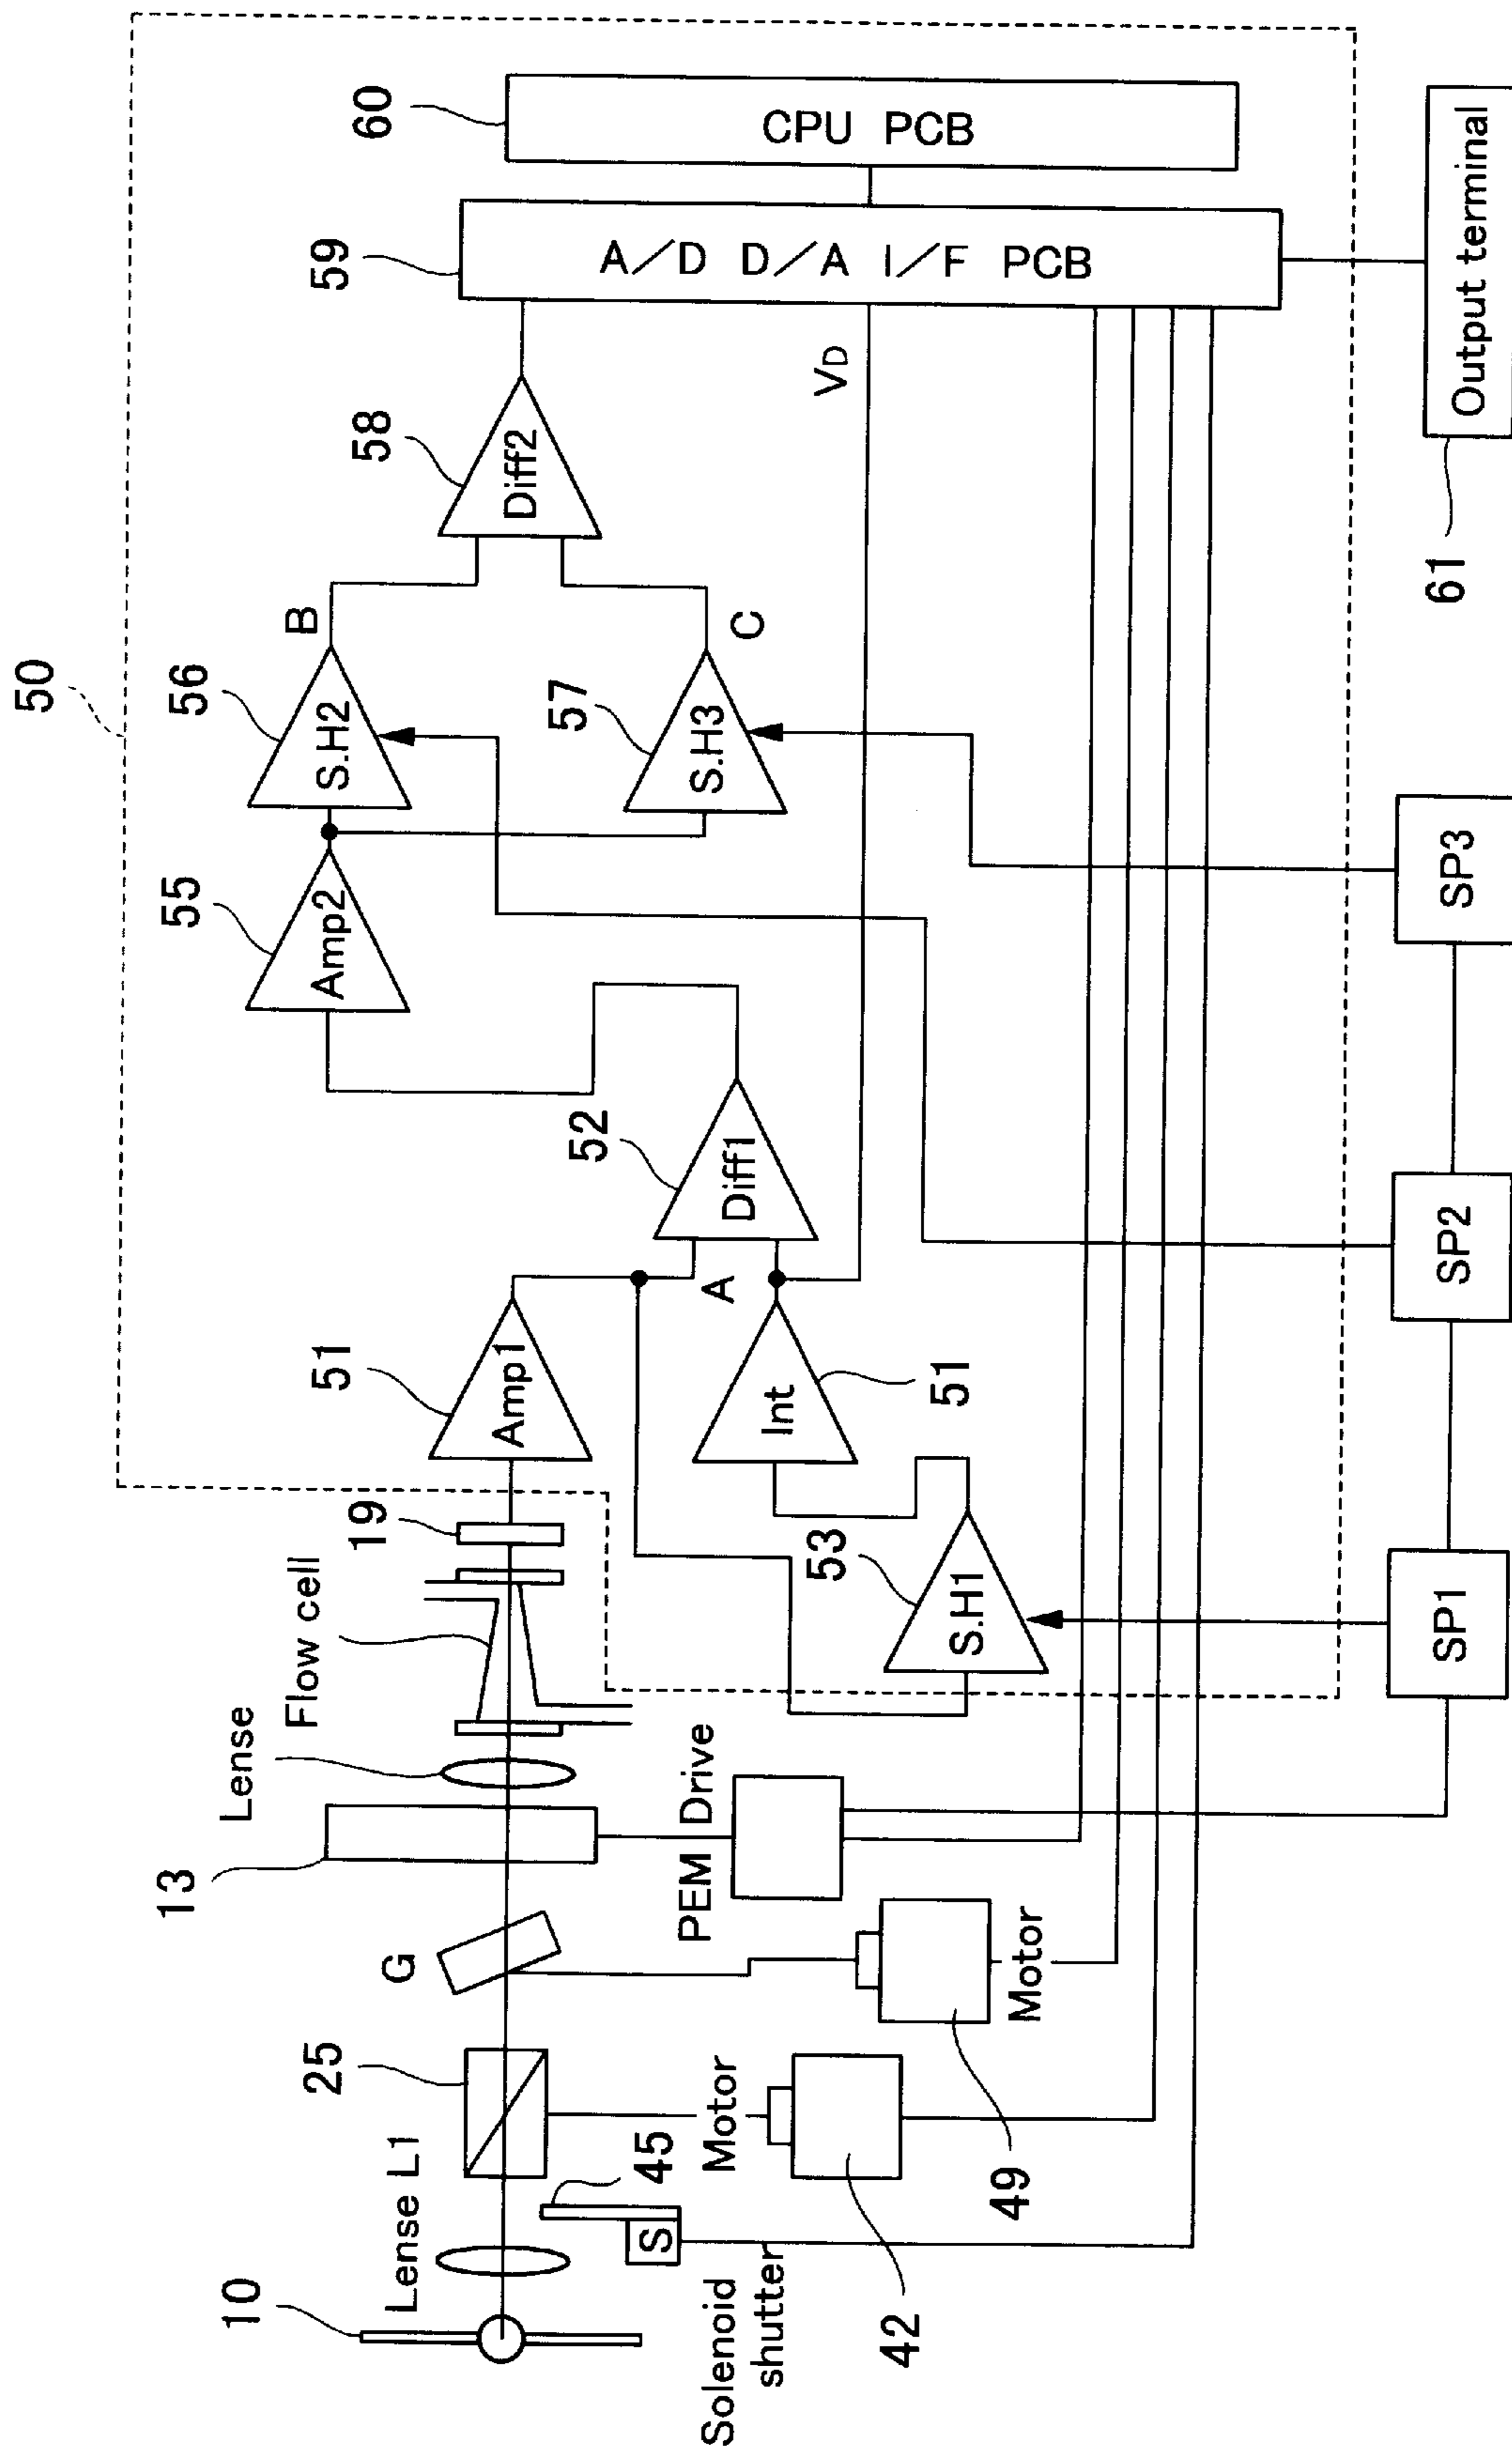 50
60
CPU PCB
59
A/D D/A I/F PCB
58
Diff2
VD
B
C
56
S.H2
57
S.H3
55
Amp2
52
Diff1
A
51
Amp1
Int
51
53
S.H1
19
Flow cell
Lense
13
PEM Drive
G
Motor
49
25
Motor
42
Lense L1
45
S
Solenoid
shutter
10
SP1
SP2
SP3
Output terminal
61